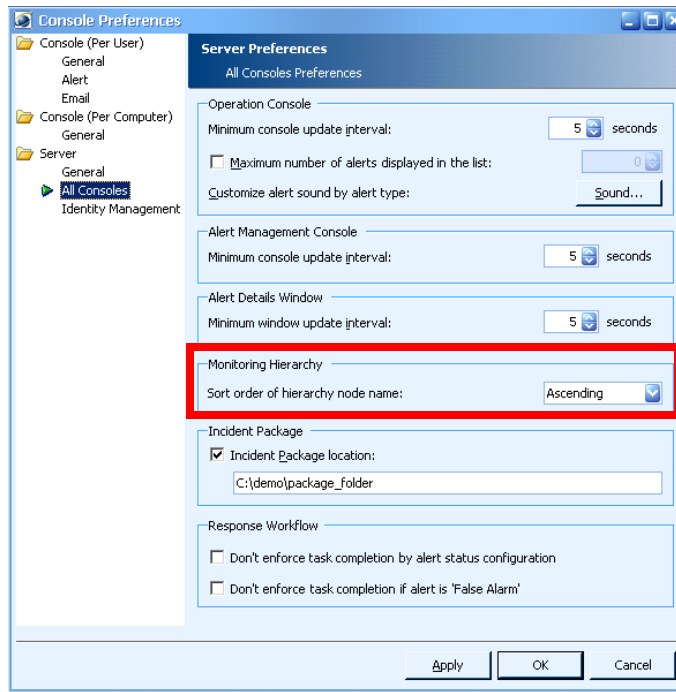 Console Preferences
Console (Per User)
General
Alert
Email
Console (Per Computer)
General
Server
General
All Consoles
Identity Management
Server Preferences
All Consoles Preferences
Operation Console
Minimum console update interval: 5 seconds
Maximum number of alerts displayed in the list: 0
Customize alert sound by alert type: Sound...
Alert Management Console
Minimum console update interval: 5 seconds
Alert Details Window
Minimum window update interval: 5 seconds
Monitoring Hierarchy
Sort order of hierarchy node name: Ascending
Incident Package
Incident Package location:
C:\demo\package_folder
Response Workflow
Don't enforce task completion by alert status configuration
Don't enforce task completion if alert is 'False Alarm'
Apply OK Cancel